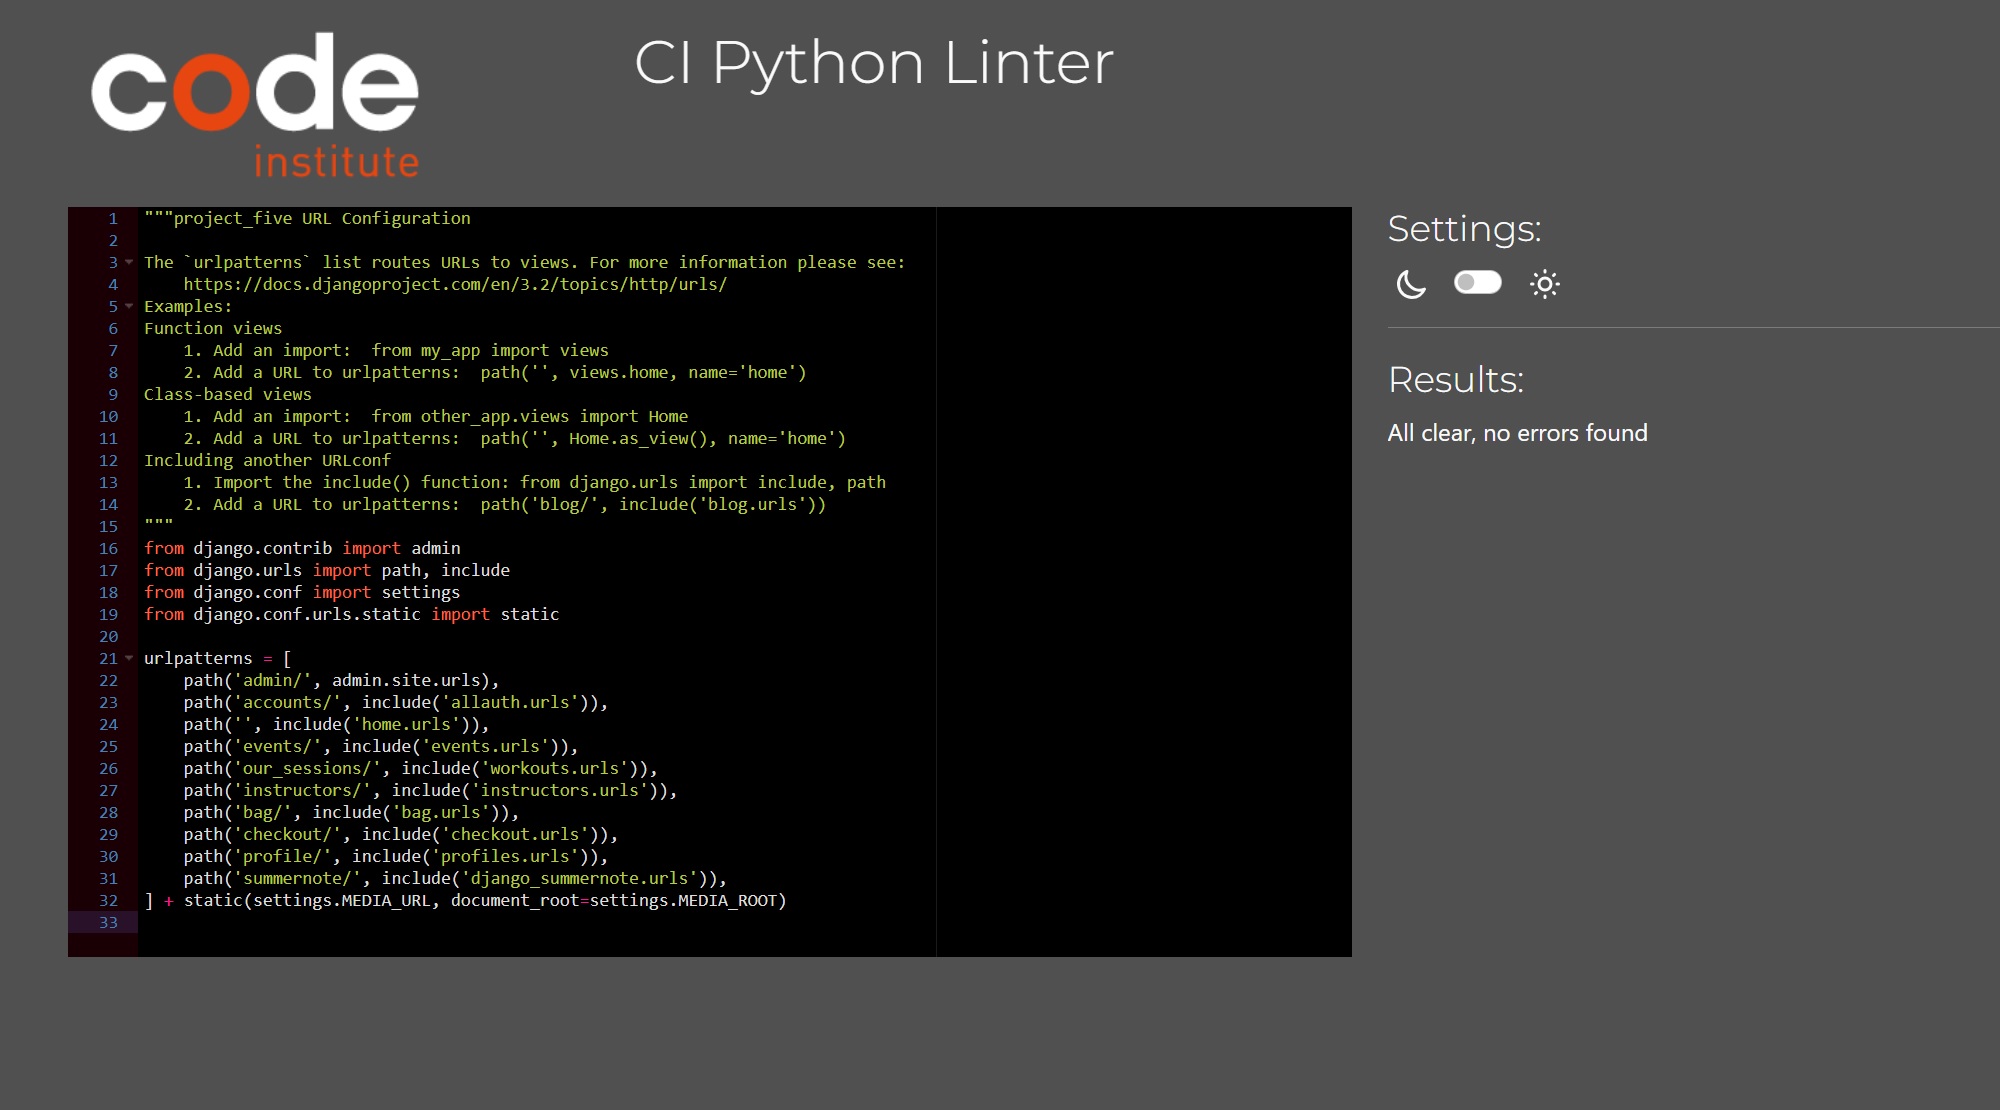 code
institute
CI Python Linter
1 """project_five URL Configuration
2
3 The `urlpatterns` list routes URLs to views. For more information please see:
4     https://docs.djangoproject.com/en/3.2/topics/http/urls/
5 Examples:
6 Function views
7     1. Add an import:  from my_app import views
8     2. Add a URL to urlpatterns:  path('', views.home, name='home')
9 Class-based views
10     1. Add an import:  from other_app.views import Home
11     2. Add a URL to urlpatterns:  path('', Home.as_view(), name='home')
12 Including another URLconf
13     1. Import the include() function: from django.urls import include, path
14     2. Add a URL to urlpatterns:  path('blog/', include('blog.urls'))
15 """
16 from django.contrib import admin
17 from django.urls import path, include
18 from django.conf import settings
19 from django.conf.urls.static import static
20
21 urlpatterns = [
22     path('admin/', admin.site.urls),
23     path('accounts/', include('allauth.urls')),
24     path('', include('home.urls')),
25     path('events/', include('events.urls')),
26     path('our_sessions/', include('workouts.urls')),
27     path('instructors/', include('instructors.urls')),
28     path('bag/', include('bag.urls')),
29     path('checkout/', include('checkout.urls')),
30     path('profile/', include('profiles.urls')),
31     path('summernote/', include('django_summernote.urls')),
32 ] + static(settings.MEDIA_URL, document_root=settings.MEDIA_ROOT)
33
Settings:
Results:
All clear, no errors found